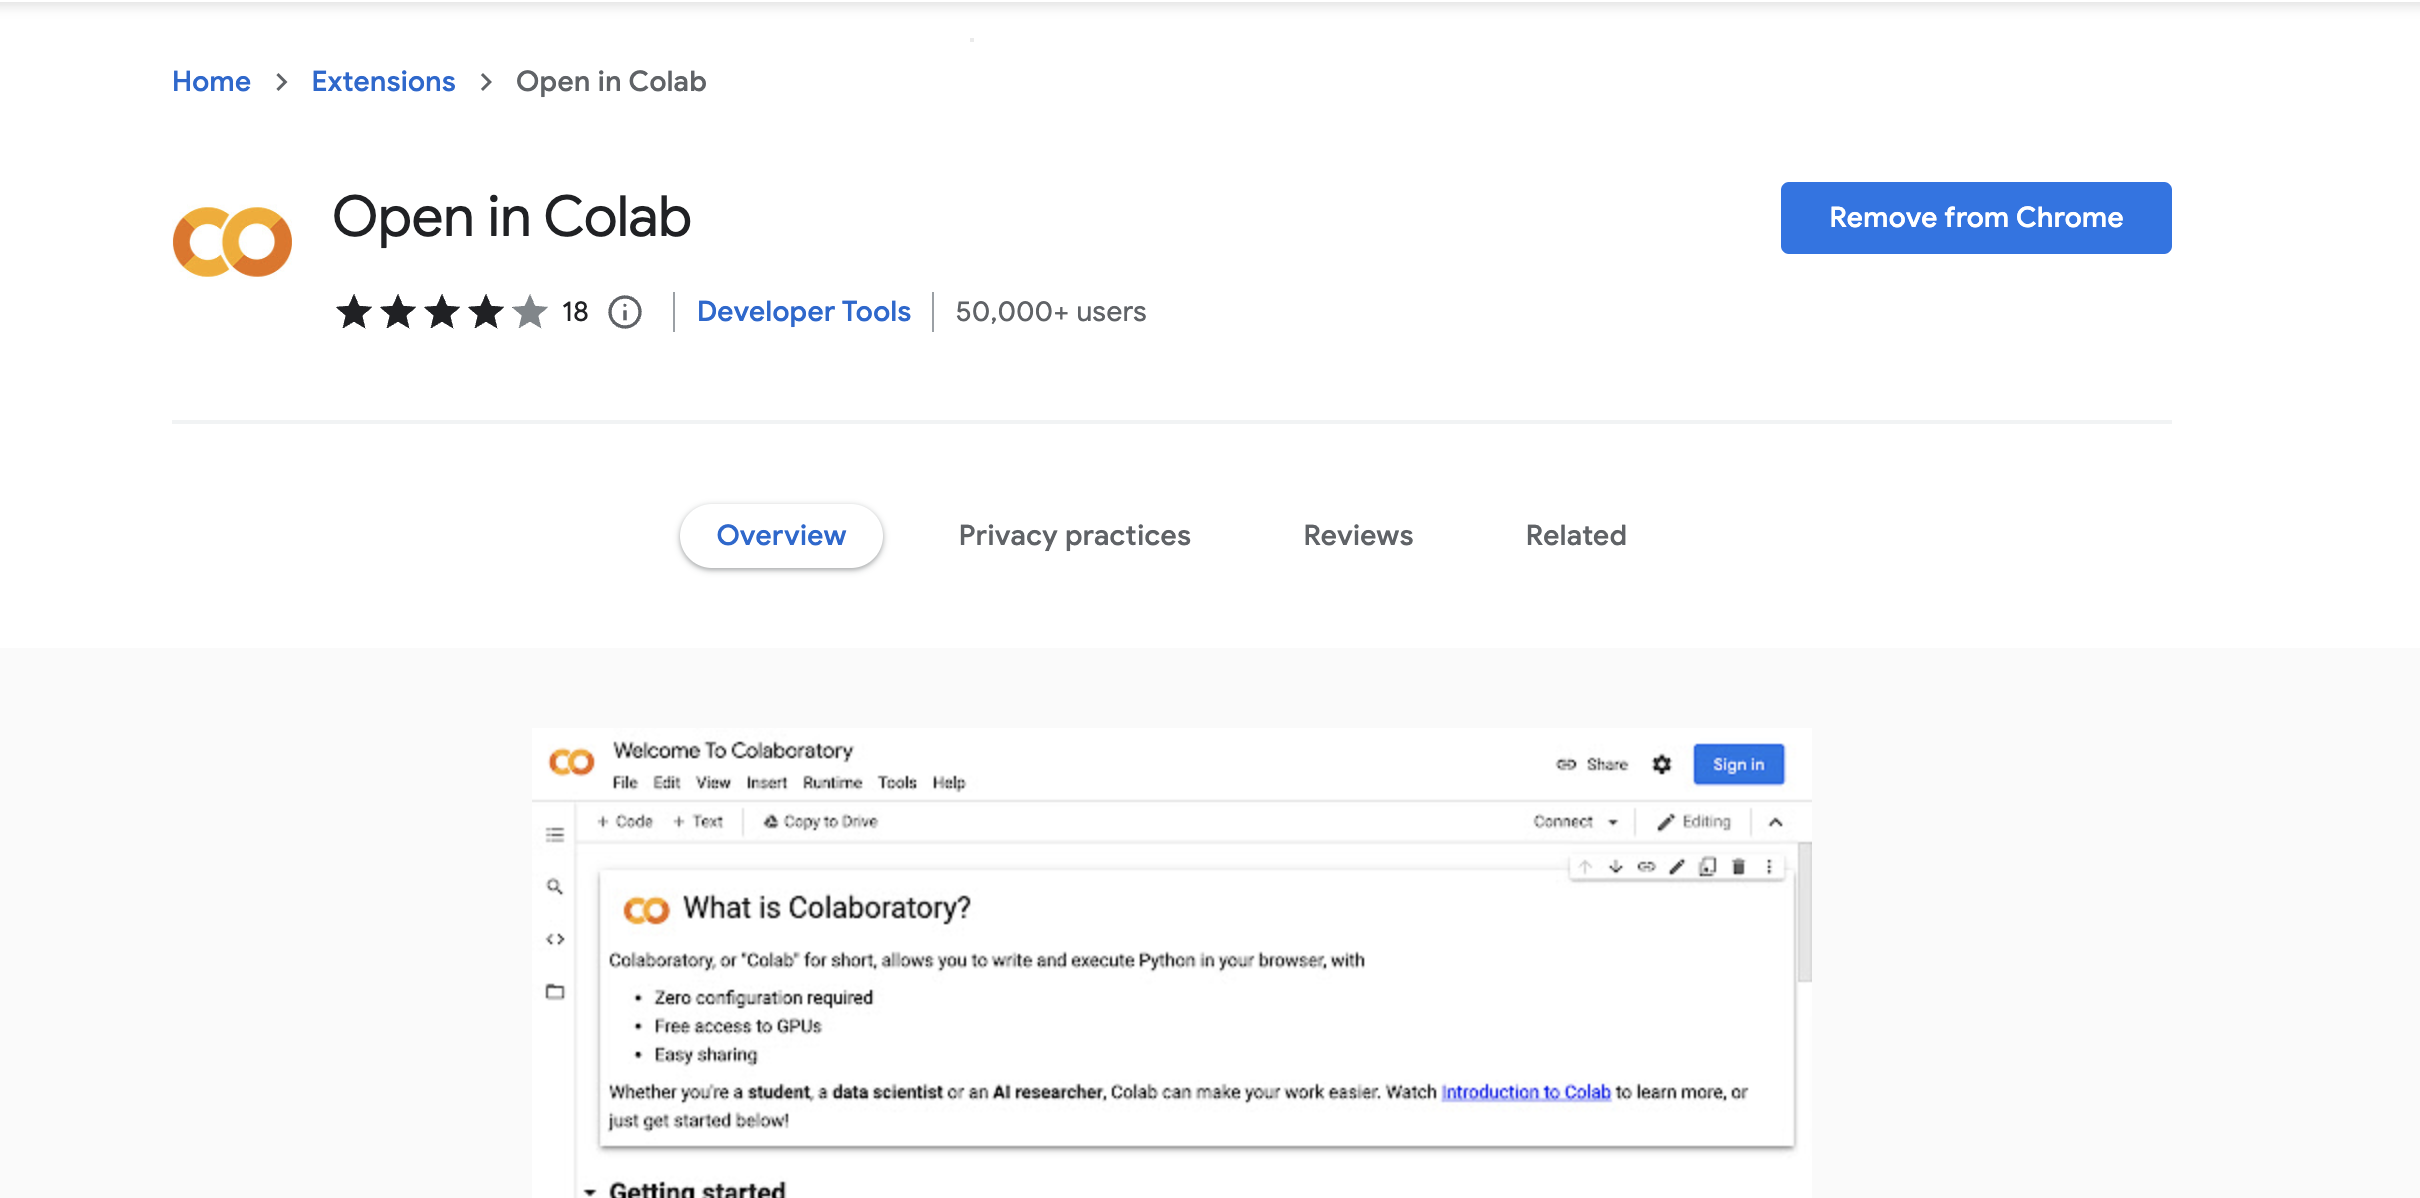 Home > Extensions > Open in Colab
Open in Colab
Remove from Chrome
18 Developer Tools 50,000+ users
Overview Privacy practices Reviews Related
Welcome To Colaboratory
Share Sign in
File Edit View Insert Runtime Tools Help
+ Code + Text Copy to Drive Connect Editing
What is Colaboratory?
Colaboratory, or "Colab" for short, allows you to write and execute Python in your browser, with
• Zero configuration required
• Free access to GPUs
• Easy sharing
Whether you're a student, a data scientist or an AI researcher, Colab can make your work easier. Watch Introduction to Colab to learn more, or
just get started below!
Getting started